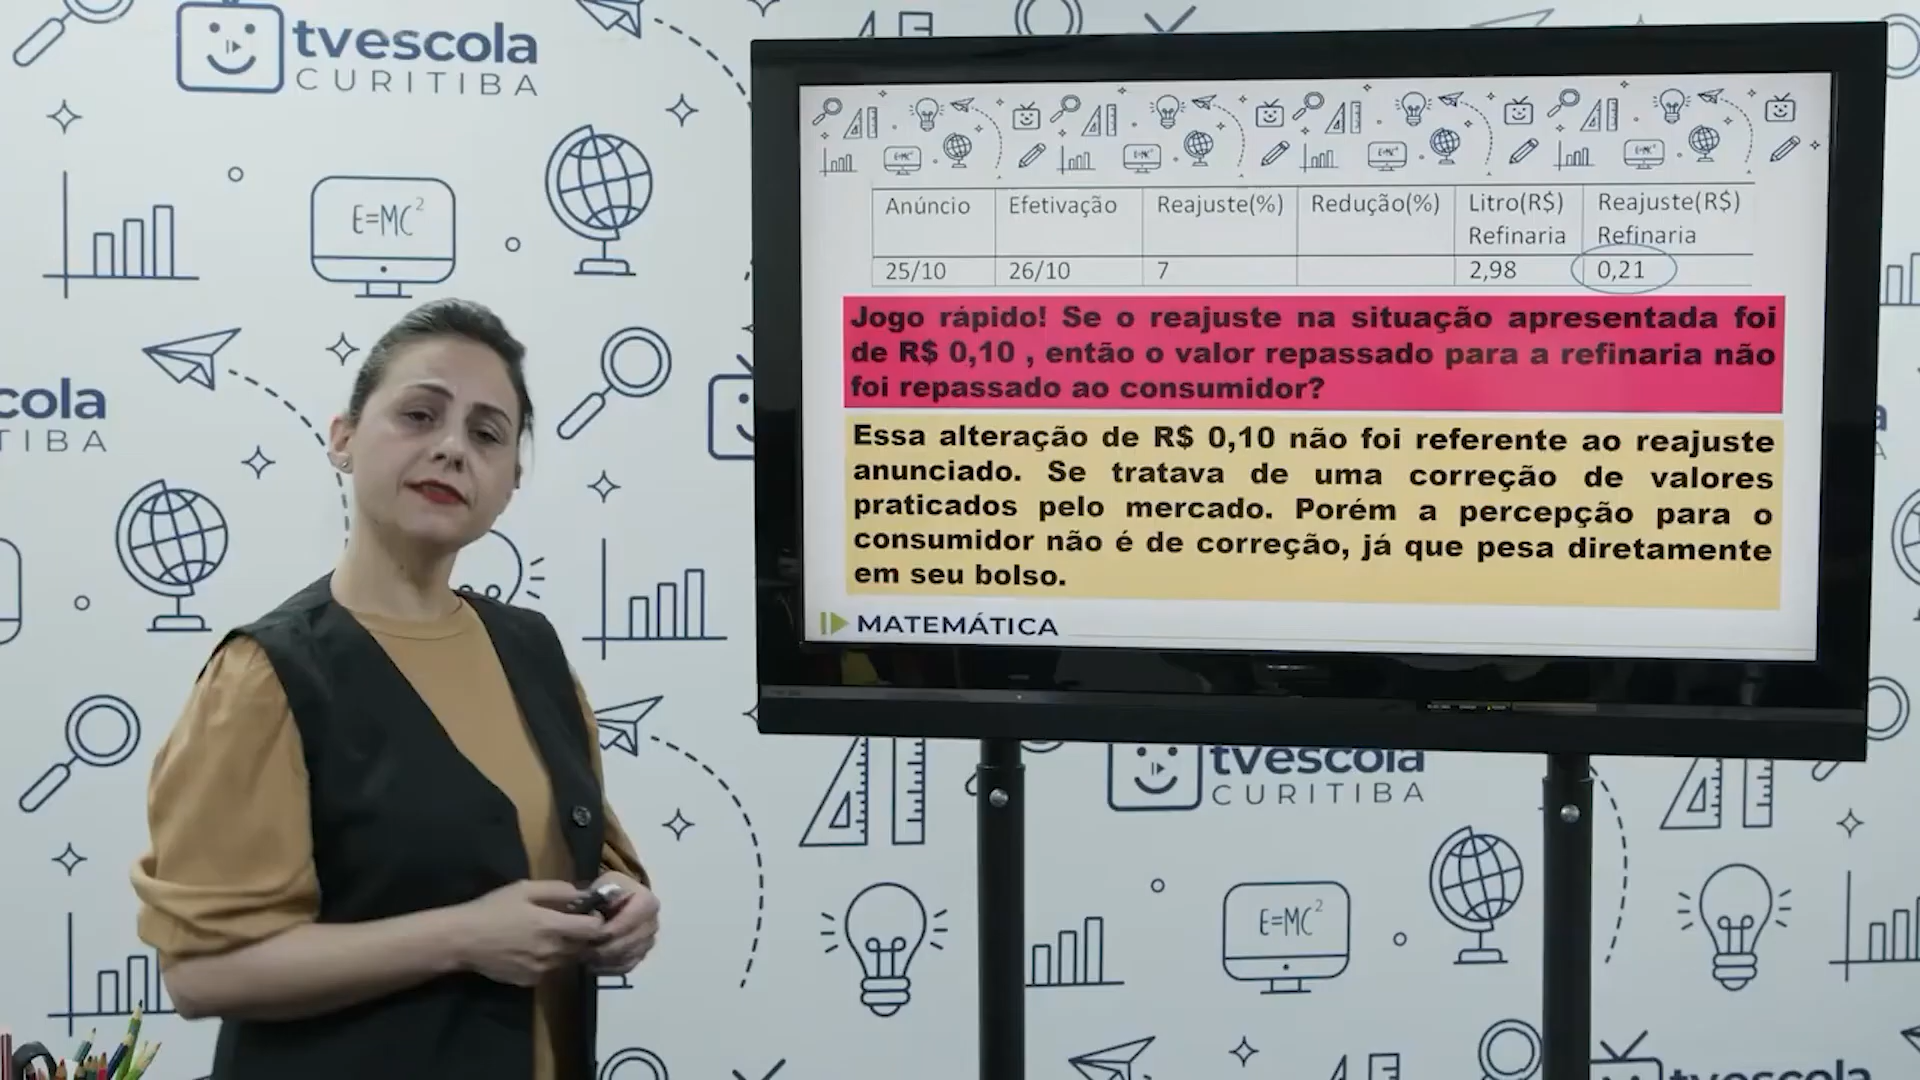 tvescola
CURITIBA
E=MC²
cola
TIBA
Anúncio Efetivação Reajuste(%) Redução(%) Litro(R$) Refinaria Reajuste(R$) Refinaria
25/10 26/10 7 2,98 0,21
Jogo rápido! Se o reajuste na situação apresentada foi
de R$ 0,10 , então o valor repassado para a refinaria não
foi repassado ao consumidor?
Essa alteração de R$ 0,10 não foi referente ao reajuste
anunciado. Se tratava de uma correção de valores
praticados pelo mercado. Porém a percepção para o
consumidor não é de correção, já que pesa diretamente
em seu bolso.
MATEMÁTICA
tvescola
CURITIBA
E=MC²
tvescola